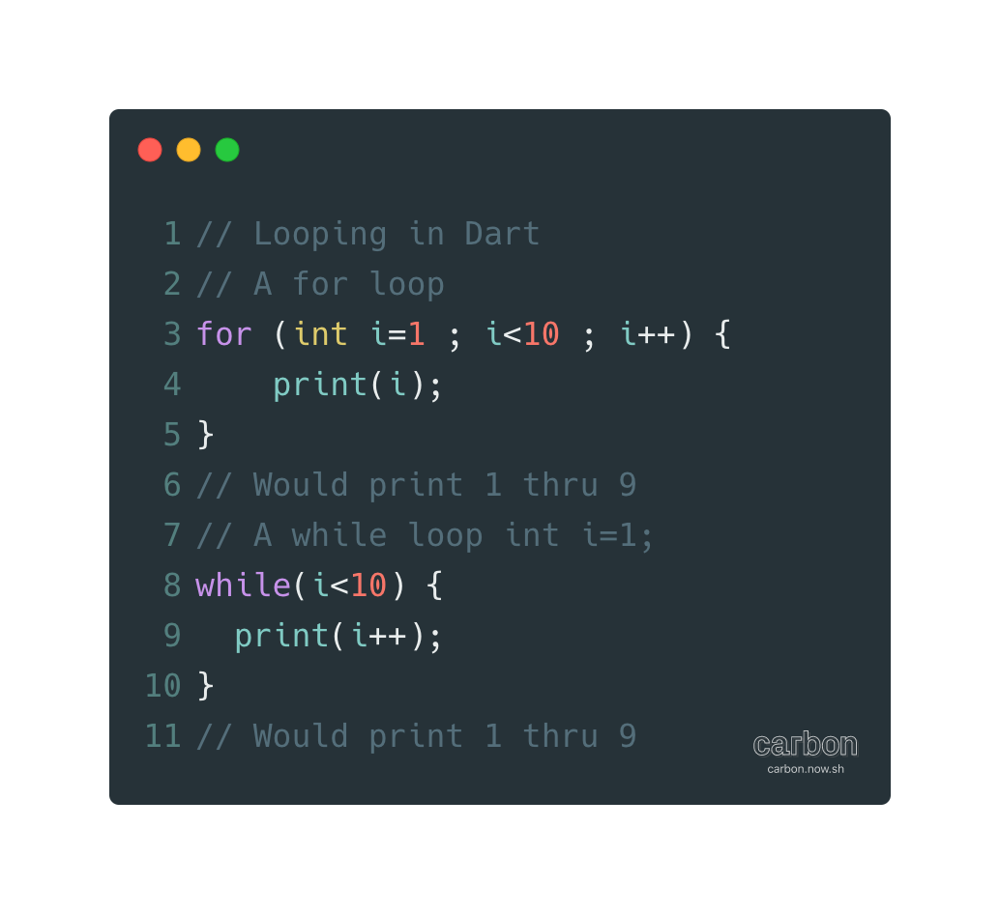 1 // Looping in Dart
2 // A for loop
3 for (int i=1 ; i<10 ; i++) {
4     print(i);
5 }
6 // Would print 1 thru 9
7 // A while loop int i=1;
8 while(i<10) {
9   print(i++);
10 }
11 // Would print 1 thru 9
carbon
carbon.now.sh